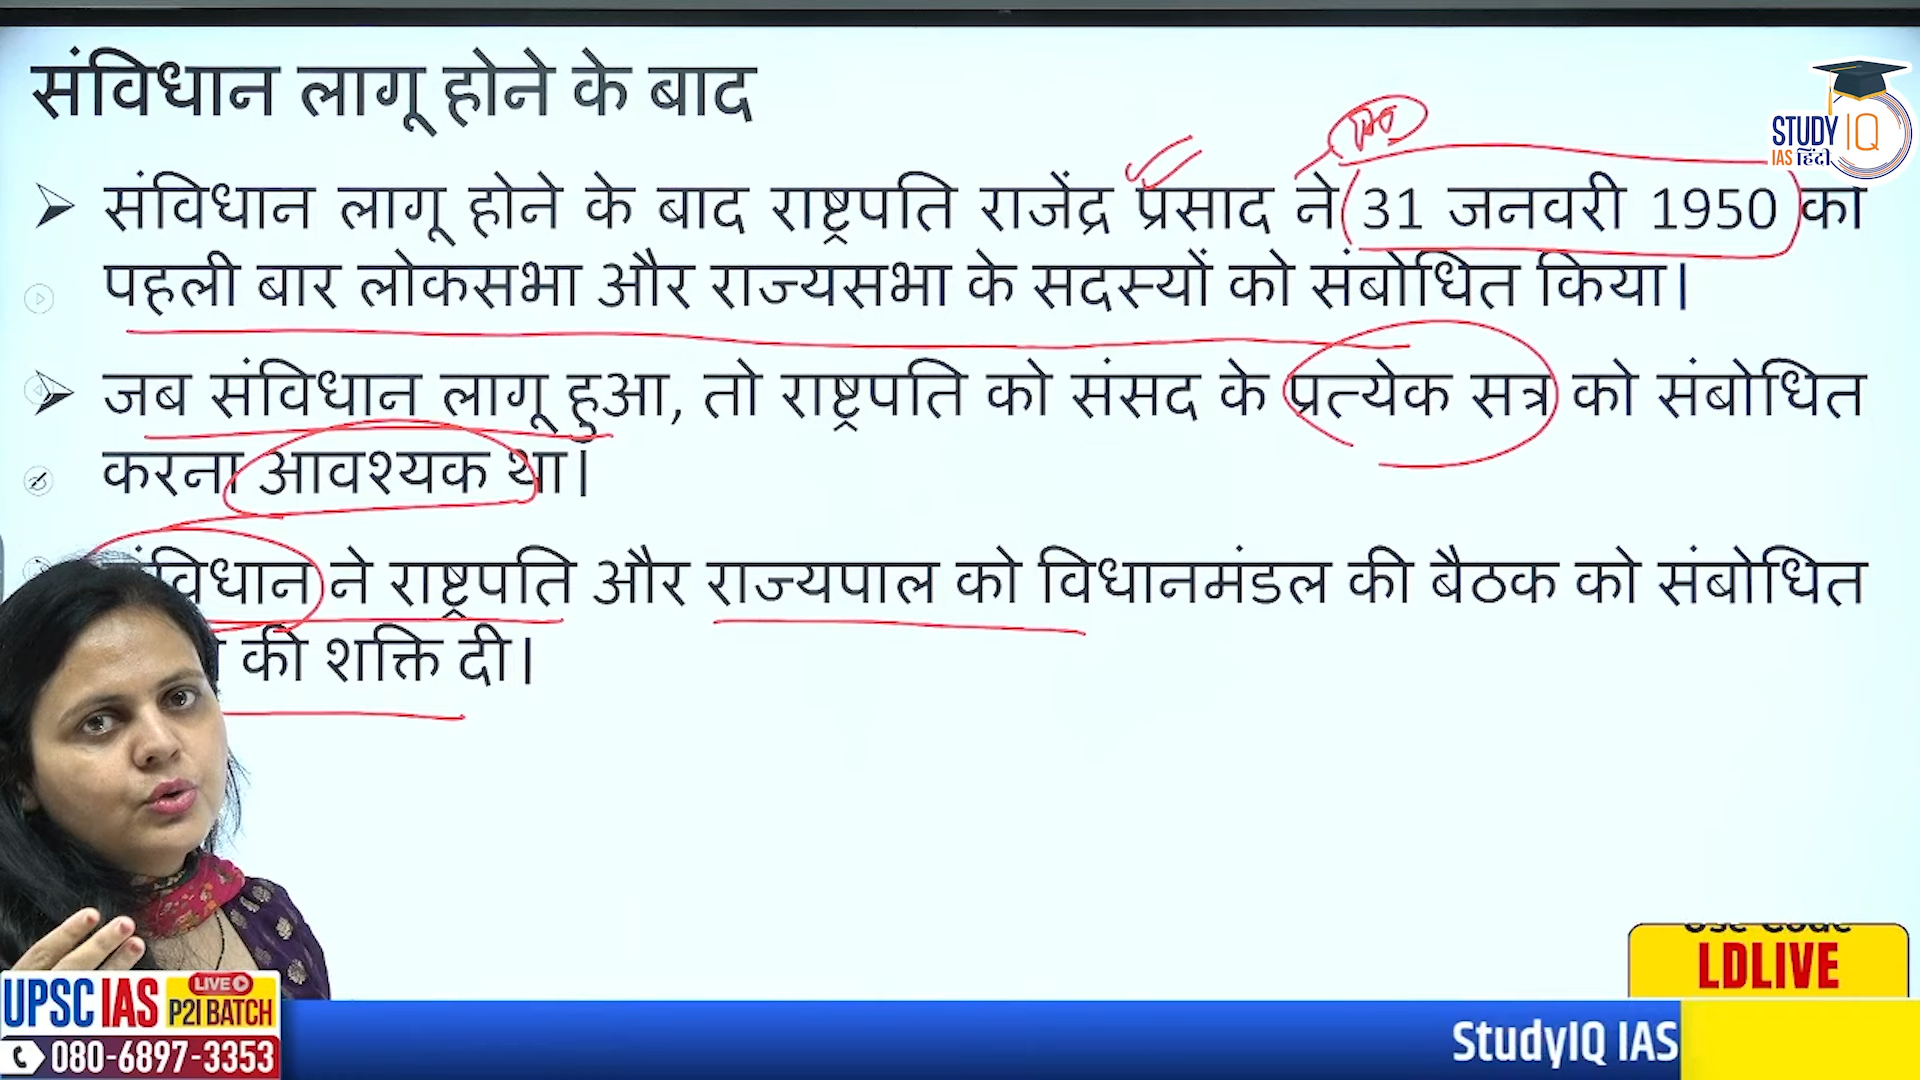 संविधान लागू होने के बाद
STUDY IQ
IAS हिंदी
संविधान लागू होने के बाद राष्ट्रपति राजेंद्र प्रसाद ने 31 जनवरी 1950 को
पहली बार लोकसभा और राज्यसभा के सदस्यों को संबोधित किया।
जब संविधान लागू हुआ, तो राष्ट्रपति को संसद के प्रत्येक सत्र को संबोधित
करना आवश्यक था।
संविधान ने राष्ट्रपति और राज्यपाल को विधानमंडल की बैठक को संबोधित
की शक्ति दी।
Use Code
LDLIVE
UPSC IAS LIVE P2I BATCH
080-6897-3353
StudyIQ IAS